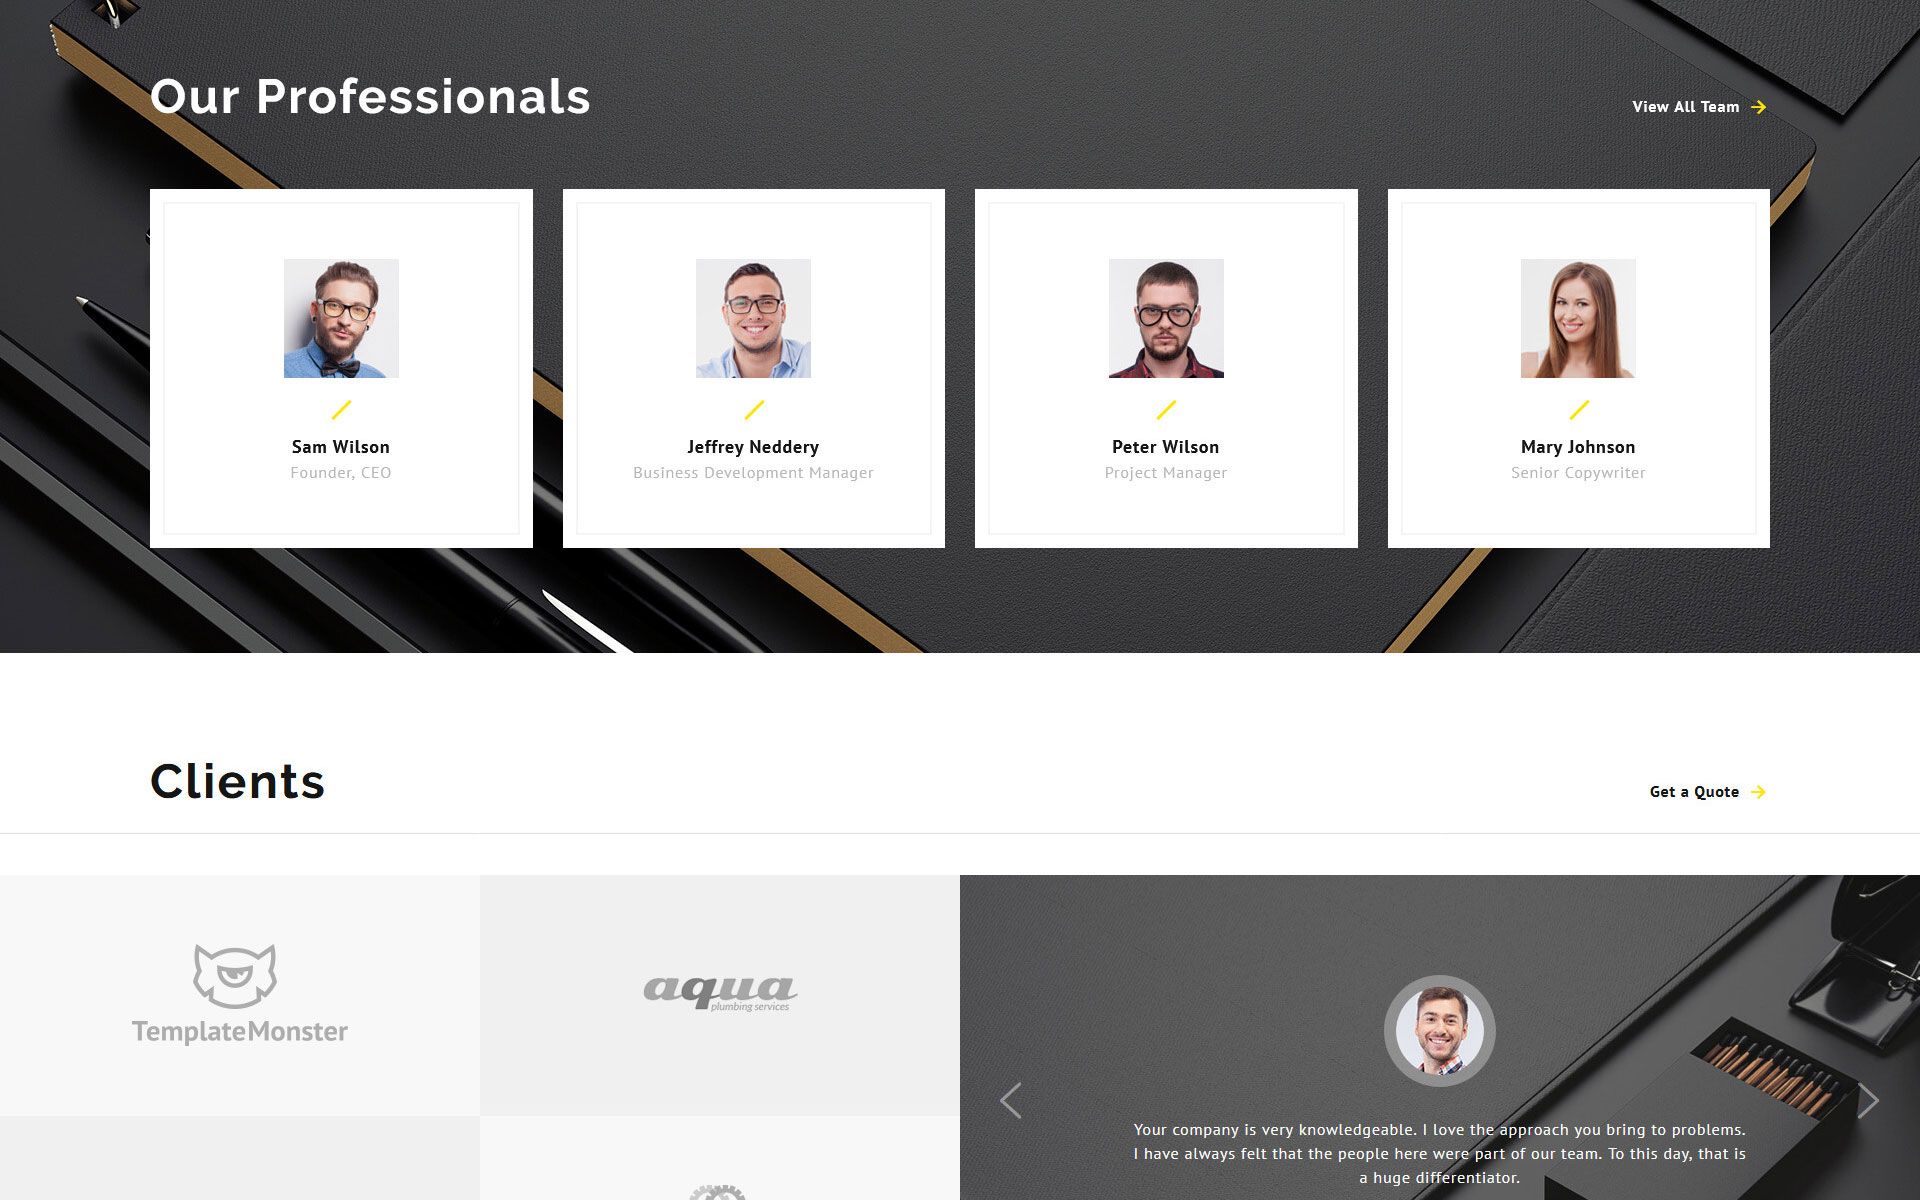 Our Professionals
View All Team
Sam Wilson
Founder, CEO
Jeffrey Neddery
Business Development Manager
Peter Wilson
Project Manager
Mary Johnson
Senior Copywriter
Clients
Get a Quote
TemplateMonster
aqua
plumbing services
Your company is very knowledgeable. I love the approach you bring to problems.
I have always felt that the people here were part of our team. To this day, that is
a huge differentiator.